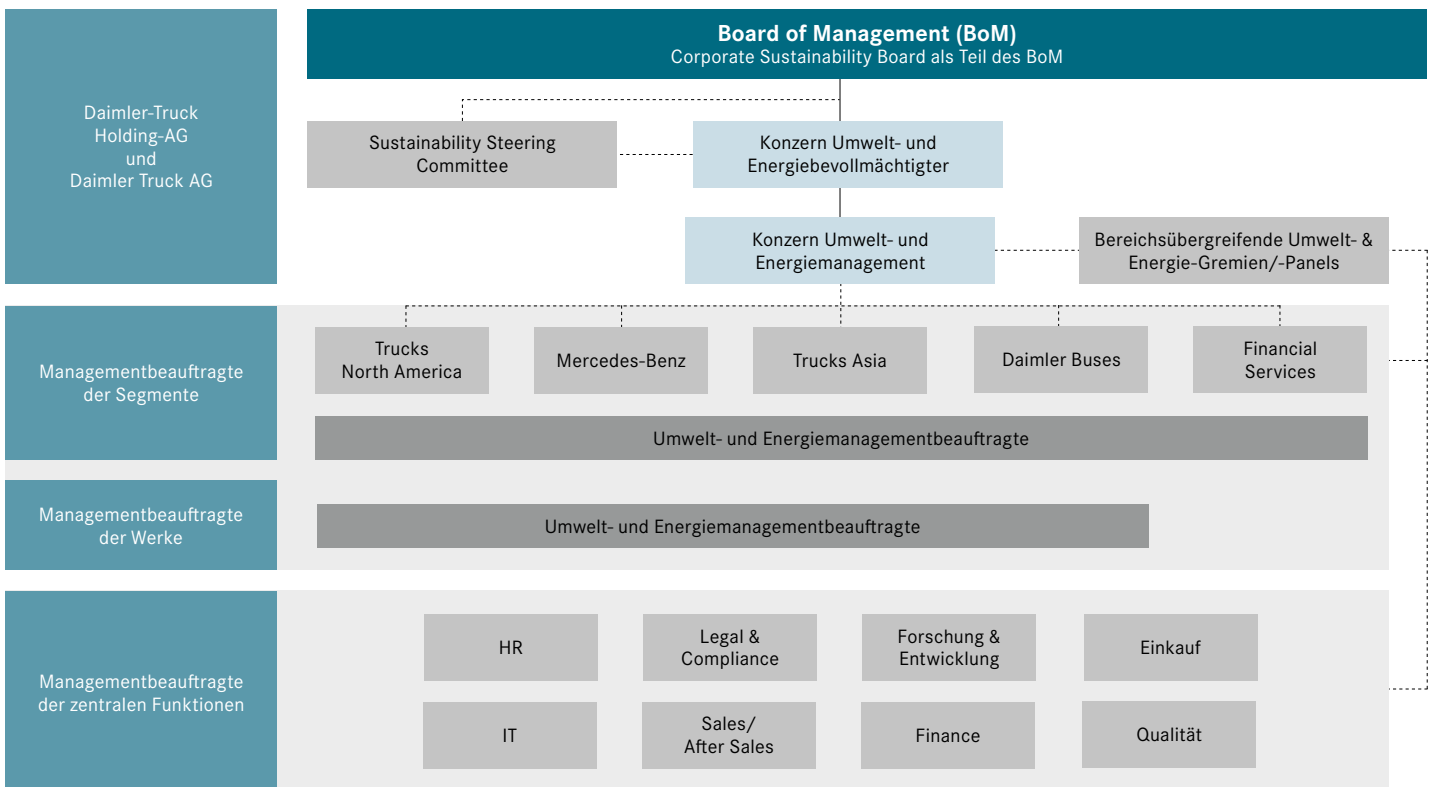 Board of Management (BoM)
Corporate Sustainability Board als Teil des BoM
Daimler-Truck
Holding-AG
und
Daimler Truck AG
Sustainability Steering
Committee
Konzern Umwelt- und
Energiebevollmächtigter
Konzern Umwelt- und
Energiemanagement
Bereichsübergreifende Umwelt- &
Energie-Gremien/-Panels
Managementbeauftragte
der Segmente
Trucks
North America
Mercedes-Benz
Trucks Asia
Daimler Buses
Financial
Services
Umwelt- und Energiemanagementbeauftragte
Managementbeauftragte
der Werke
Umwelt- und Energiemanagementbeauftragte
Managementbeauftragte
der zentralen Funktionen
HR
Legal &
Compliance
Forschung &
Entwicklung
Einkauf
IT
Sales/
After Sales
Finance
Qualität